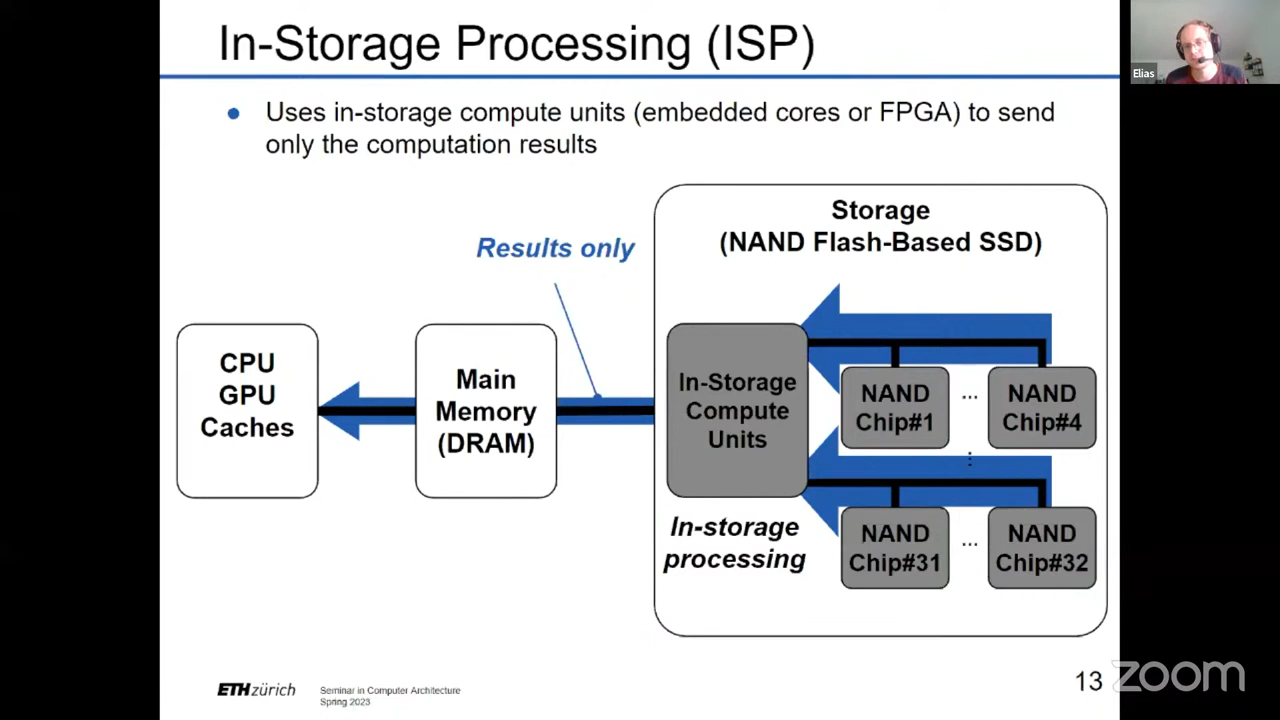 In-Storage Processing (ISP)
Elias
● Uses in-storage compute units (embedded cores or FPGA) to send
only the computation results
Storage
(NAND Flash-Based SSD)
Results only
CPU
GPU
Caches
Main
Memory
(DRAM)
In-Storage
Compute
Units
NAND
Chip#1
...
NAND
Chip#4
⋮
In-storage
processing
NAND
Chip#31
...
NAND
Chip#32
ETH zürich
Seminar in Computer Architecture
Spring 2023
13
zoom